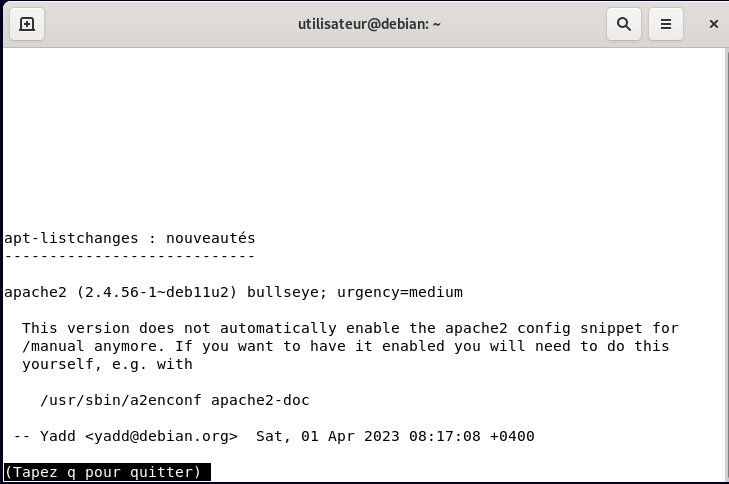 utilisateur@debian: ~
apt-listchanges : nouveautés
----------------------------
apache2 (2.4.56-1~deb11u2) bullseye; urgency=medium
This version does not automatically enable the apache2 config snippet for
/manual anymore. If you want to have it enabled you will need to do this
yourself, e.g. with
/usr/sbin/a2enconf apache2-doc
-- Yadd <yadd@debian.org>  Sat, 01 Apr 2023 08:17:08 +0400
(Tapez q pour quitter)